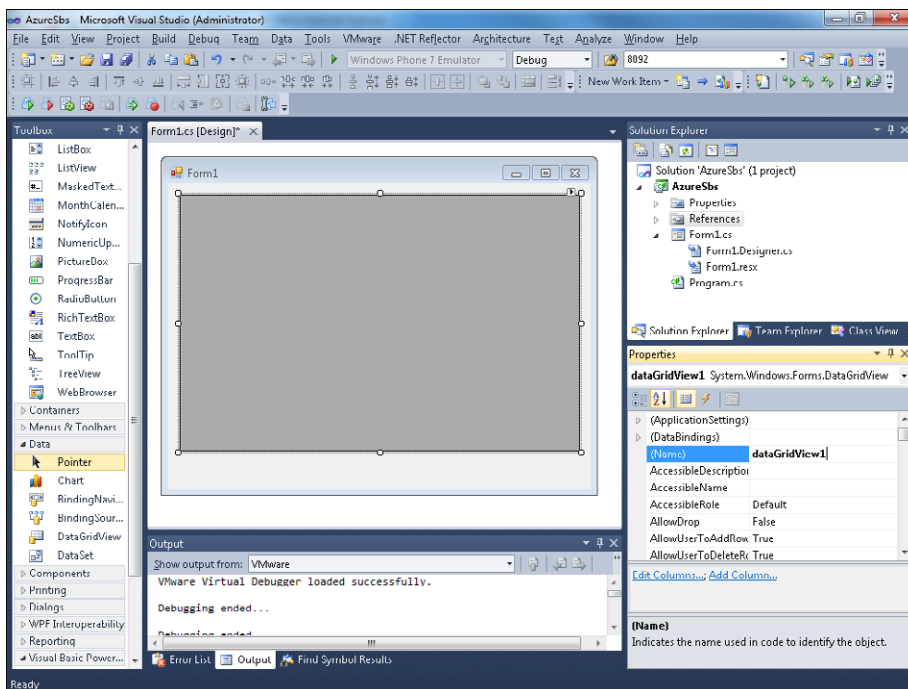 AzureSbs Microsoft Visual Studio (Administrator)
File Edit View Project Build Debug Team Data Tools VMware .NET Reflector Architecture Test Analyze Window Help
Windows Phone 7 Emulator Debug 8092
New Work Item
Toolbox
ListBox
ListView
MaskedText...
MonthCalen...
NotifyIcon
NumericUp...
PictureBox
ProgressBar
RadioButton
RichTextBox
TextBox
ToolTip
TreeView
WebBrowser
Containers
Menus & Toolbars
Data
Pointer
Chart
BindingNavi...
BindingSour...
DataGridView
DataSet
Components
Printing
Dialogs
WPF Interoperability
Reporting
Visual Basic Power...
Form1.cs [Design]*
Form1
Output
Show output from: VMware
VMware Virtual Debugger loaded successfully.
Debugging ended...
Debugging ended
Error List Output Find Symbol Results
Solution Explorer
Solution 'AzureSbs' (1 project)
AzureSbs
Properties
References
Form1.cs
Form1.Designer.cs
Form1.resx
Program.cs
Solution Explorer Team Explorer Class View
Properties
dataGridView1 System.Windows.Forms.DataGridView
(ApplicationSettings)
(DataBindings)
(Name) dataGridView1
AccessibleDescription
AccessibleName
AccessibleRole Default
AllowDrop False
AllowUserToAddRow True
AllowUserToDeleteRc True
Edit Columns..., Add Column...
(Name)
Indicates the name used in code to identify the object.
Ready